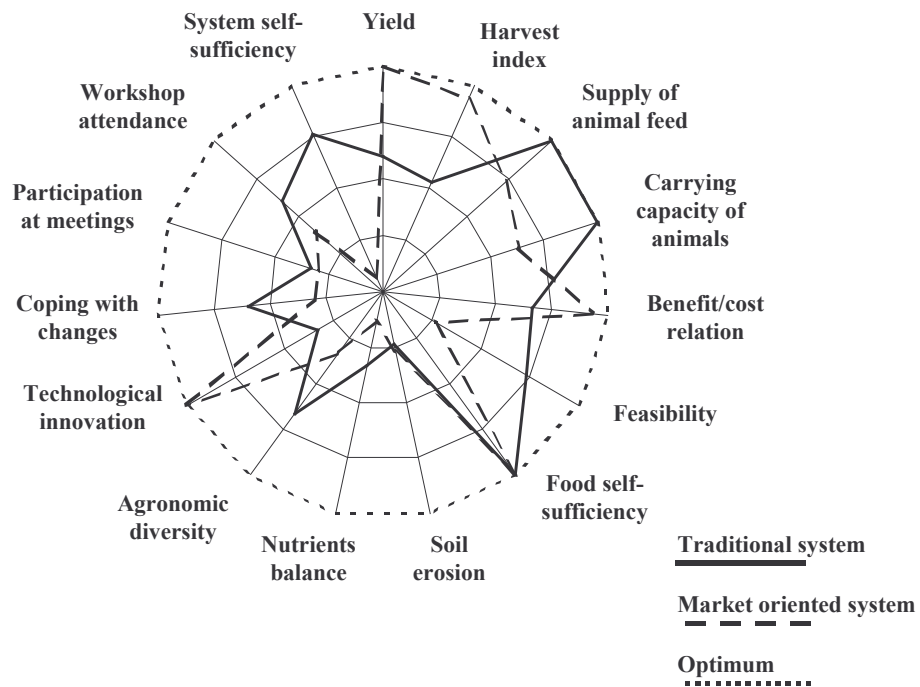 Yield
Harvest
index
Supply of
animal feed
Carrying
capacity of
animals
Benefit/cost
relation
Feasibility
Food self-
sufficiency
Soil
erosion
Nutrients
balance
Agronomic
diversity
Technological
innovation
Coping with
changes
Participation
at meetings
Workshop
attendance
System self-
sufficiency
Traditional system
Market oriented system
Optimum